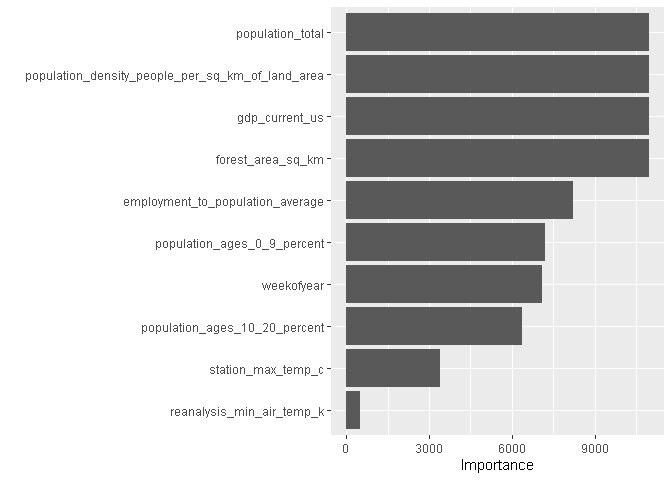 population_total
population_density_people_per_sq_km_of_land_area
gdp_current_us
forest_area_sq_km
employment_to_population_average
population_ages_0_9_percent
weekofyear
population_ages_10_20_percent
station_max_temp_c
reanalysis_min_air_temp_k
0 3000 6000 9000
Importance